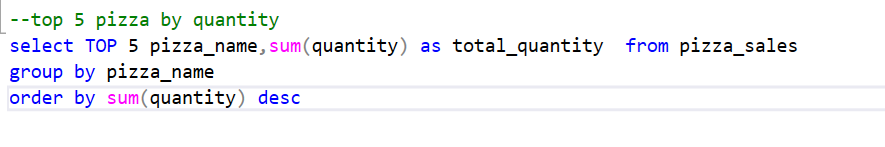 --top 5 pizza by quantity
select TOP 5 pizza_name,sum(quantity) as total_quantity  from pizza_sales
group by pizza_name
order by sum(quantity) desc